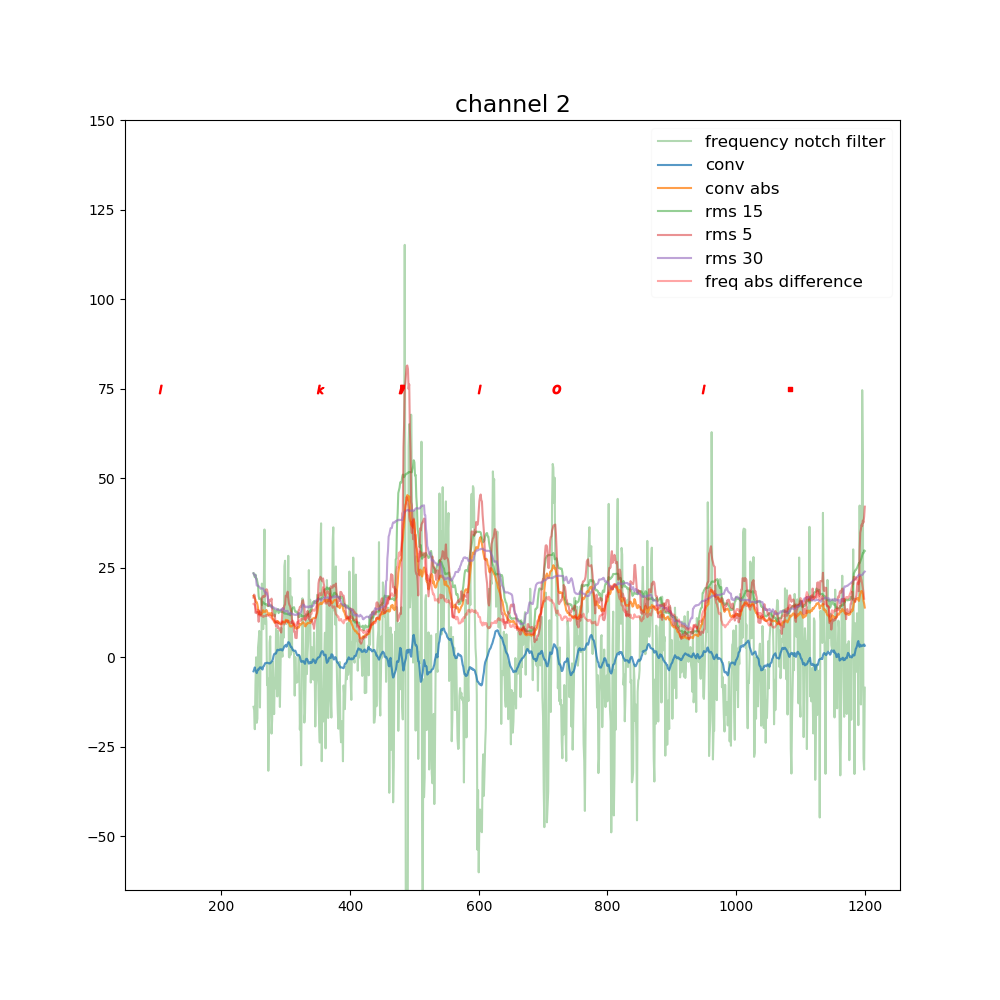 channel 2
150
frequency notch filter
conv
conv abs
rms 15
rms 5
rms 30
freq abs difference
125
100
75
l k l O l
50
25
0
−25
−50
200 400 600 800 1000 1200